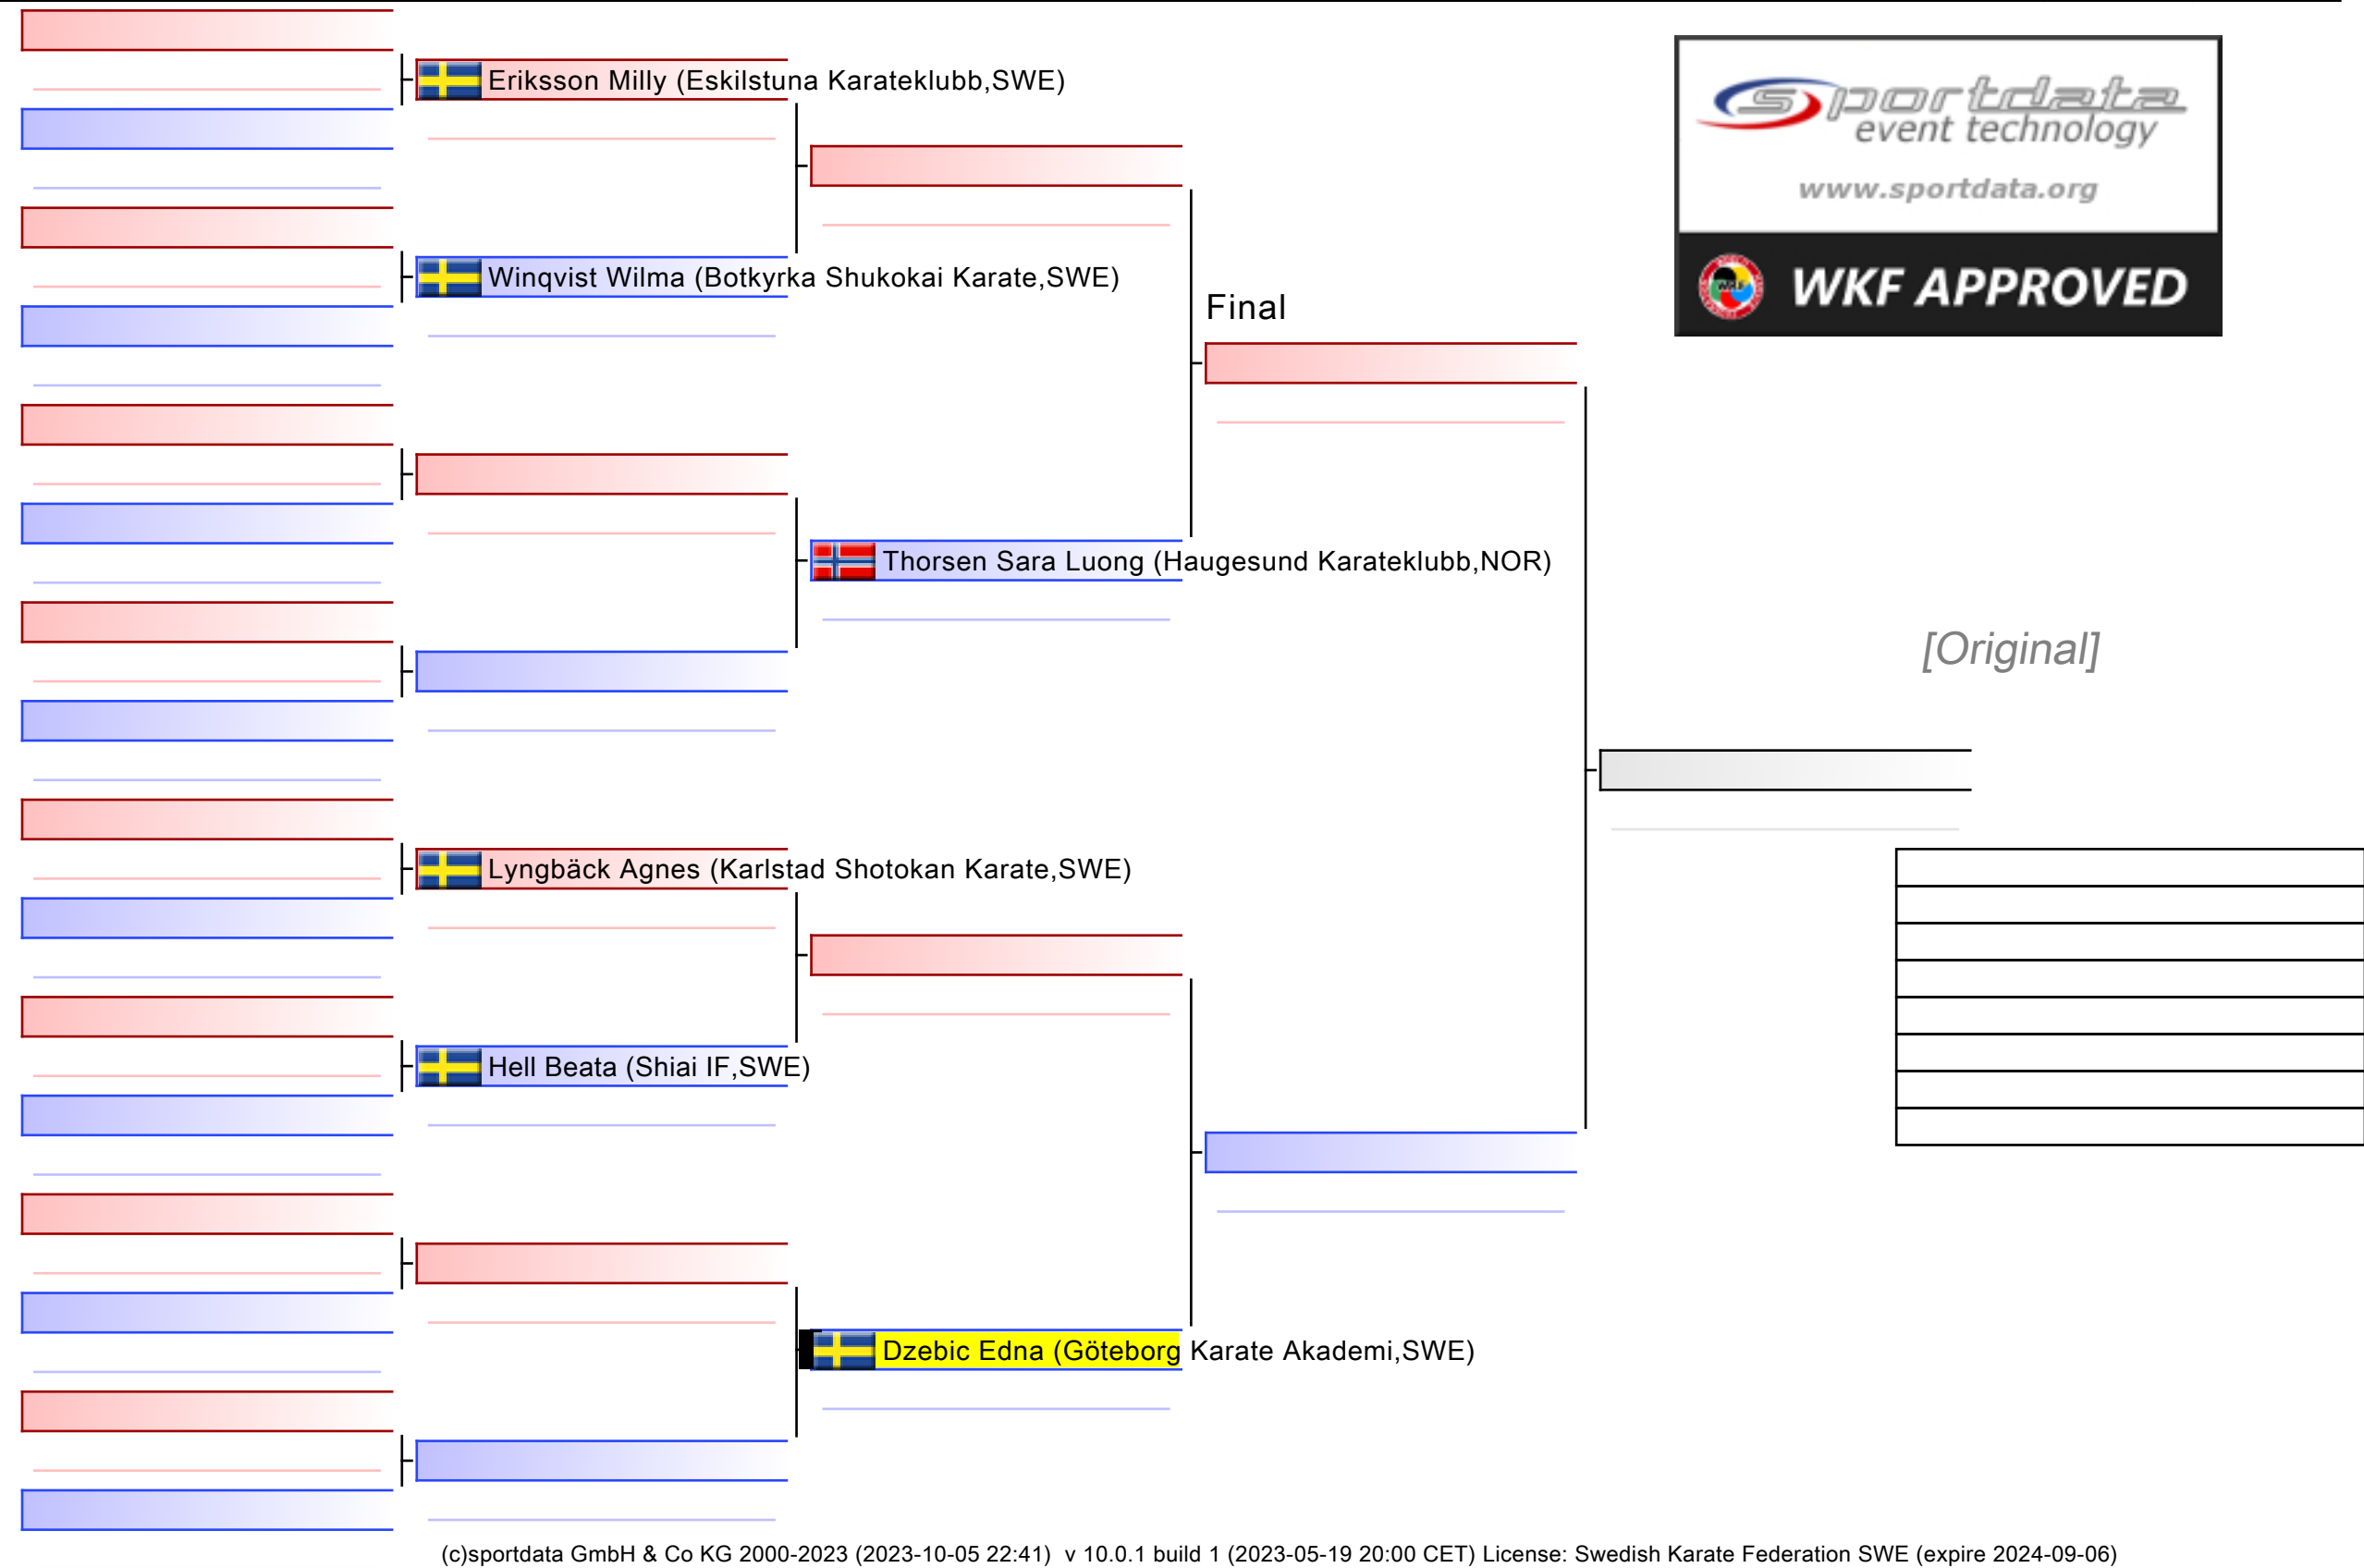 Eriksson Milly (Eskilstuna Karateklubb,SWE)
sportdata
event technology
www.sportdata.org
WKF APPROVED
Winqvist Wilma (Botkyrka Shukokai Karate,SWE)
Final
Thorsen Sara Luong (Haugesund Karateklubb,NOR)
[Original]
Lyngbäck Agnes (Karlstad Shotokan Karate,SWE)
Hell Beata (Shiai IF,SWE)
Dzebic Edna (Göteborg Karate Akademi,SWE)
(c)sportdata GmbH & Co KG 2000-2023 (2023-10-05 22:41)  v 10.0.1 build 1 (2023-05-19 20:00 CET) License: Swedish Karate Federation SWE (expire 2024-09-06)